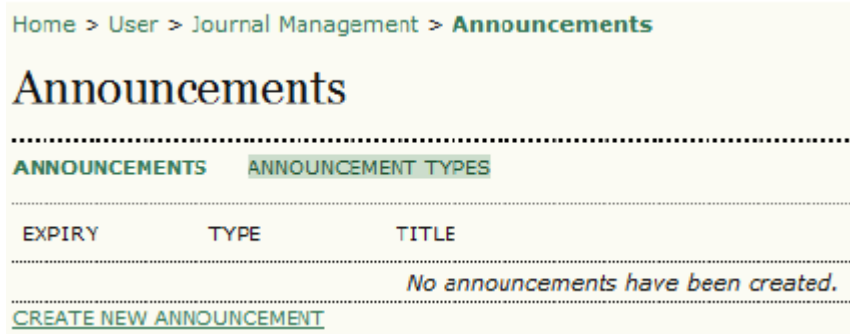 Home > User > Journal Management > Announcements
Announcements
ANNOUNCEMENTS ANNOUNCEMENT TYPES
EXPIRY TYPE TITLE
No announcements have been created.
CREATE NEW ANNOUNCEMENT